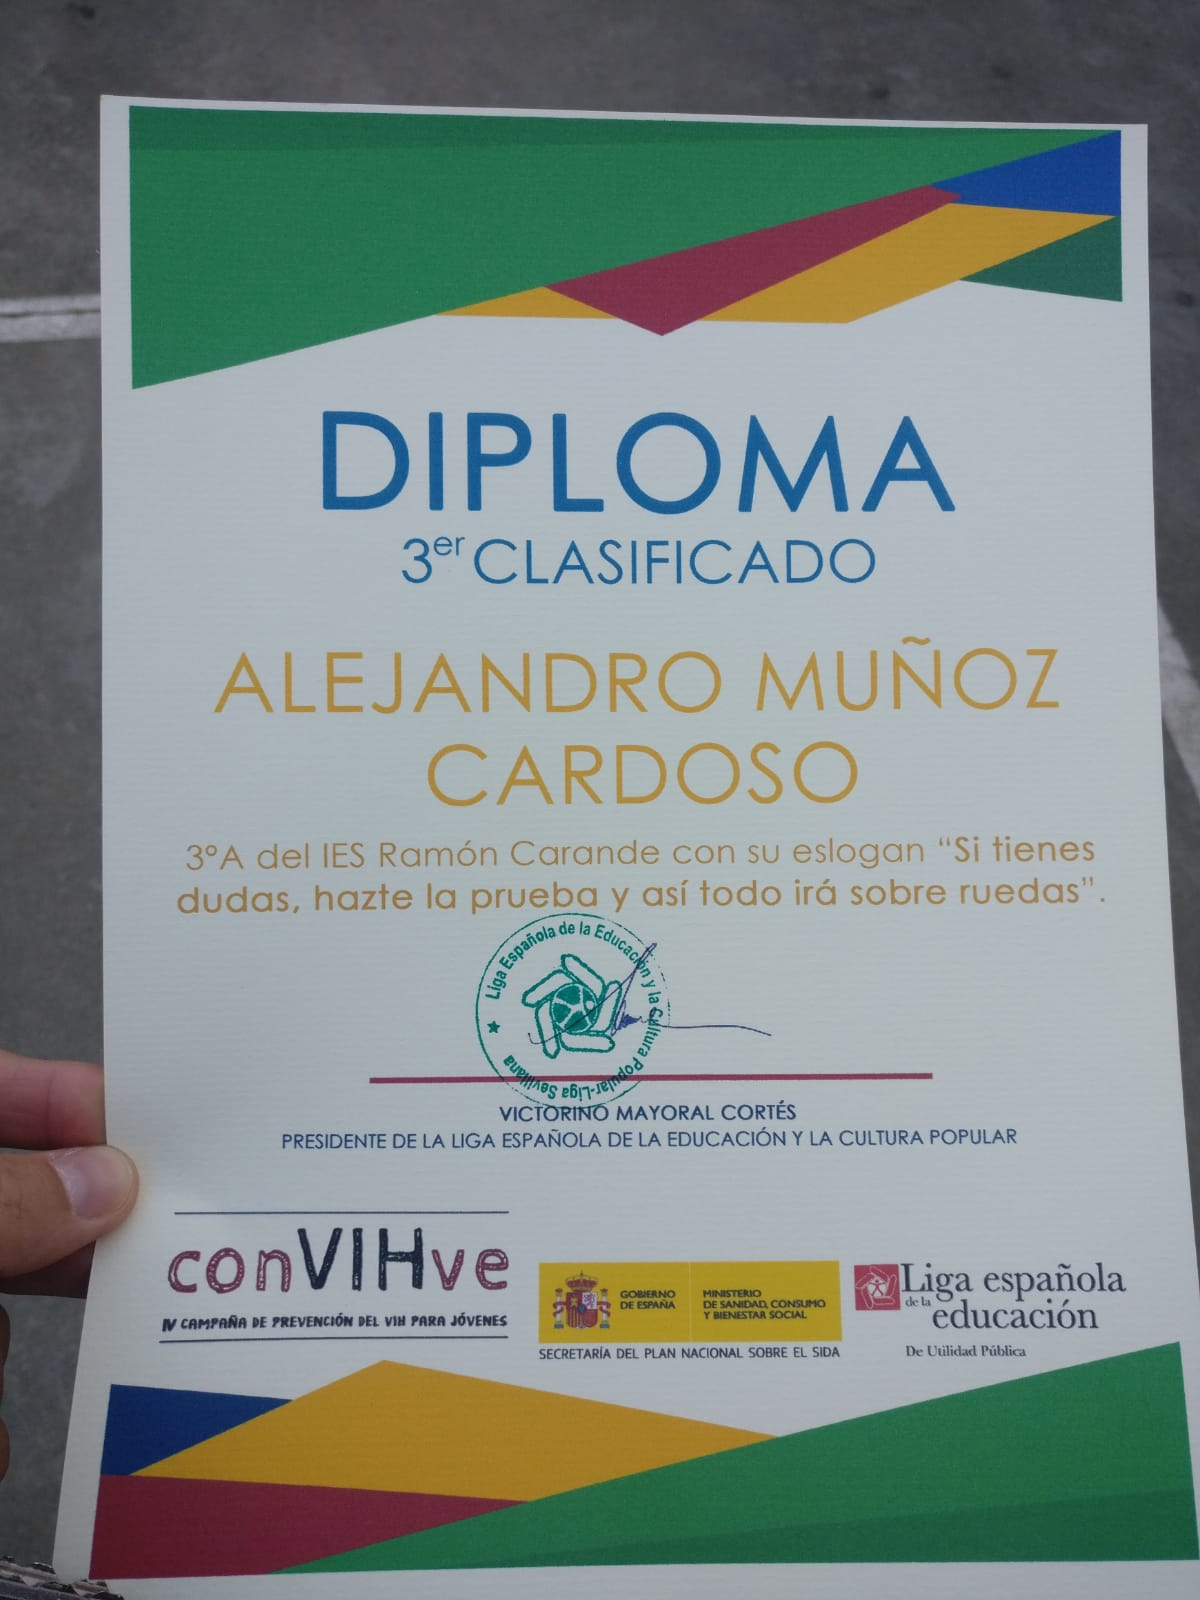 DIPLOMA
3er CLASIFICADO
ALEJANDRO MUÑOZ
CARDOSO
3ºA del IES Ramón Carande con su eslogan “Si tienes
dudas, hazte la prueba y así todo irá sobre ruedas”.
Liga Española de la Educación y la Cultura Popular-Liga Sevillana
VICTORINO MAYORAL CORTÉS
PRESIDENTE DE LA LIGA ESPAÑOLA DE LA EDUCACIÓN Y LA CULTURA POPULAR
conVIHve
IV CAMPAÑA DE PREVENCIÓN DEL VIH PARA JÓVENES
GOBIERNO
DE ESPAÑA
MINISTERIO
DE SANIDAD, CONSUMO
Y BIENESTAR SOCIAL
SECRETARÍA DEL PLAN NACIONAL SOBRE EL SIDA
Liga española
de la educación
De Utilidad Pública